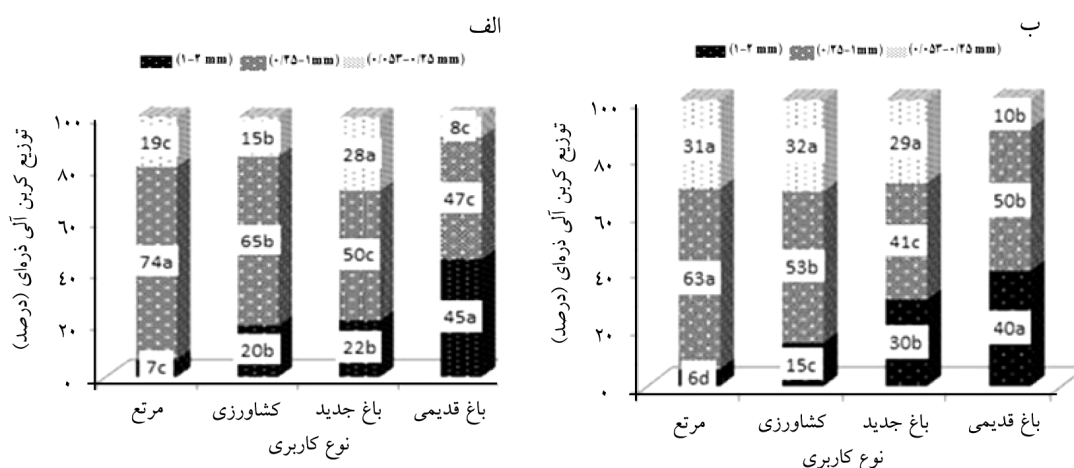 الف
(۱-۲ mm) (۰/۲۵-۱mm) (۰/۰۵۳-۰/۲۵ mm)
توزیع کربن آلی ذره‌ای (درصد)
۱۰۰
۸۰
۶۰
۴۰
۲۰
۰
19c 15b 28a 8c
74a 65b 50c 47c
7c 20b 22b 45a
مرتع کشاورزی باغ جدید باغ قدیمی
نوع کاربری
ب
(۱-۲ mm) (۰/۲۵-۱mm) (۰/۰۵۳-۰/۲۵ mm)
توزیع کربن آلی ذره‌ای (درصد)
۱۰۰
۸۰
۶۰
۴۰
۲۰
۰
31a 32a 29a 10b
63a 53b 41c 50b
6d 15c 30b 40a
مرتع کشاورزی باغ جدید باغ قدیمی
نوع کاربری